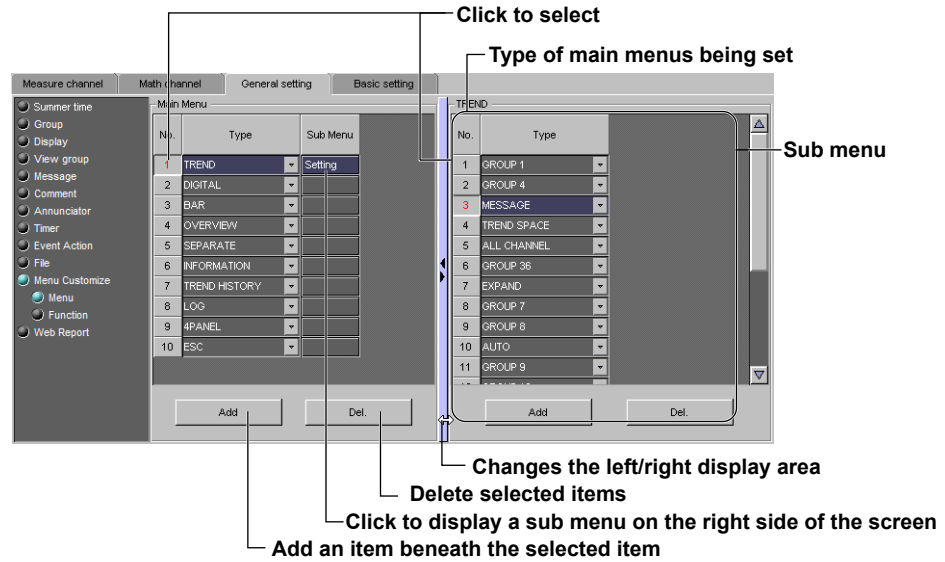 Click to select
Type of main menus being set
Measure channel
Math channel
General setting
Basic setting
Summer time
Group
Display
View group
Message
Comment
Annunciator
Timer
Event Action
File
Menu Customize
Menu
Function
Web Report
Main Menu
No. Type Sub Menu
1 TREND Setting
2 DIGITAL
3 BAR
4 OVERVIEW
5 SEPARATE
6 INFORMATION
7 TREND HISTORY
8 LOG
9 4PANEL
10 ESC
Add Del.
TREND
No. Type
1 GROUP 1
2 GROUP 4
3 MESSAGE
4 TREND SPACE
5 ALL CHANNEL
6 GROUP 36
7 EXPAND
8 GROUP 7
9 GROUP 8
10 AUTO
11 GROUP 9
Add Del.
Sub menu
Changes the left/right display area
Delete selected items
Click to display a sub menu on the right side of the screen
Add an item beneath the selected item